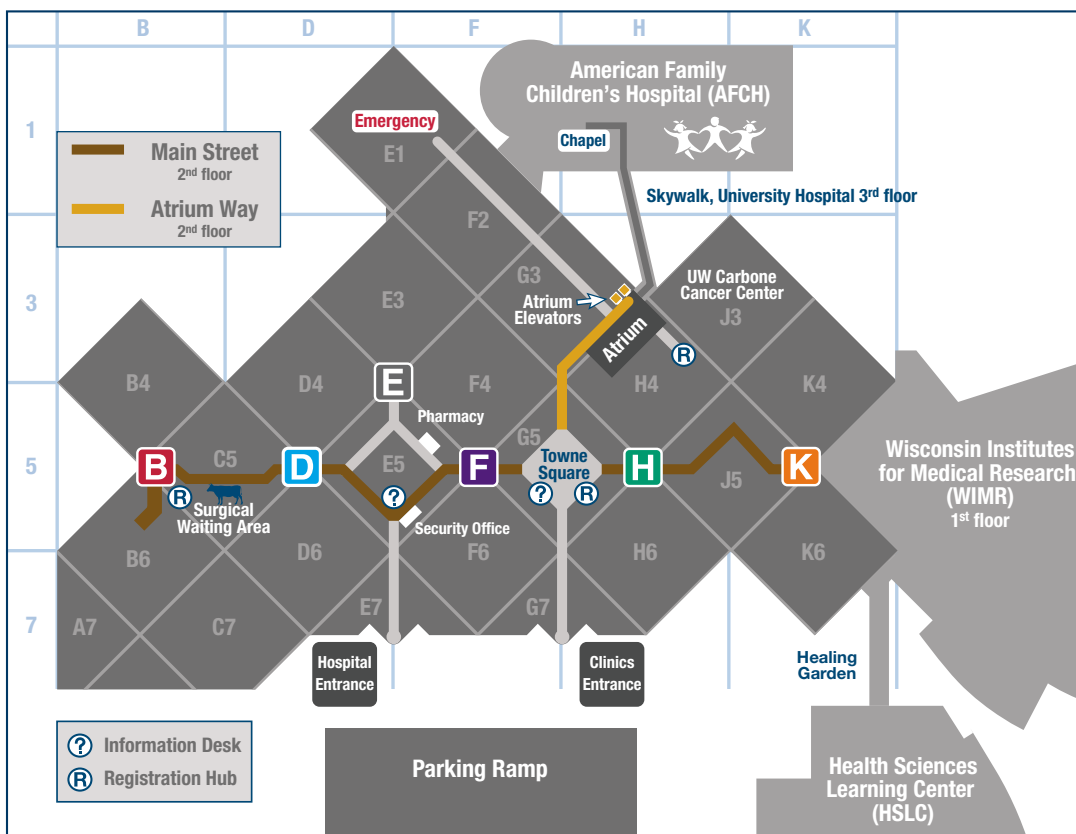 B D F H K
1
3
5
7
Main Street
2nd floor
Atrium Way
2nd floor
American Family
Children's Hospital (AFCH)
Emergency
Chapel
Skywalk, University Hospital 3rd floor
E1
F2
G3
E3
UW Carbone
Cancer Center
J3
Atrium
Elevators
Atrium
R
B4
D4
E
F4
H4
K4
Pharmacy
C5
G5
B
D
E5
F
Towne
Square
H
K
J5
R
?
?
R
Surgical
Waiting Area
Security Office
Wisconsin Institutes
for Medical Research
(WIMR)
1st floor
B6
D6
F6
H6
K6
A7
C7
E7
G7
Hospital
Entrance
Clinics
Entrance
Healing
Garden
? Information Desk
R Registration Hub
Parking Ramp
Health Sciences
Learning Center
(HSLC)